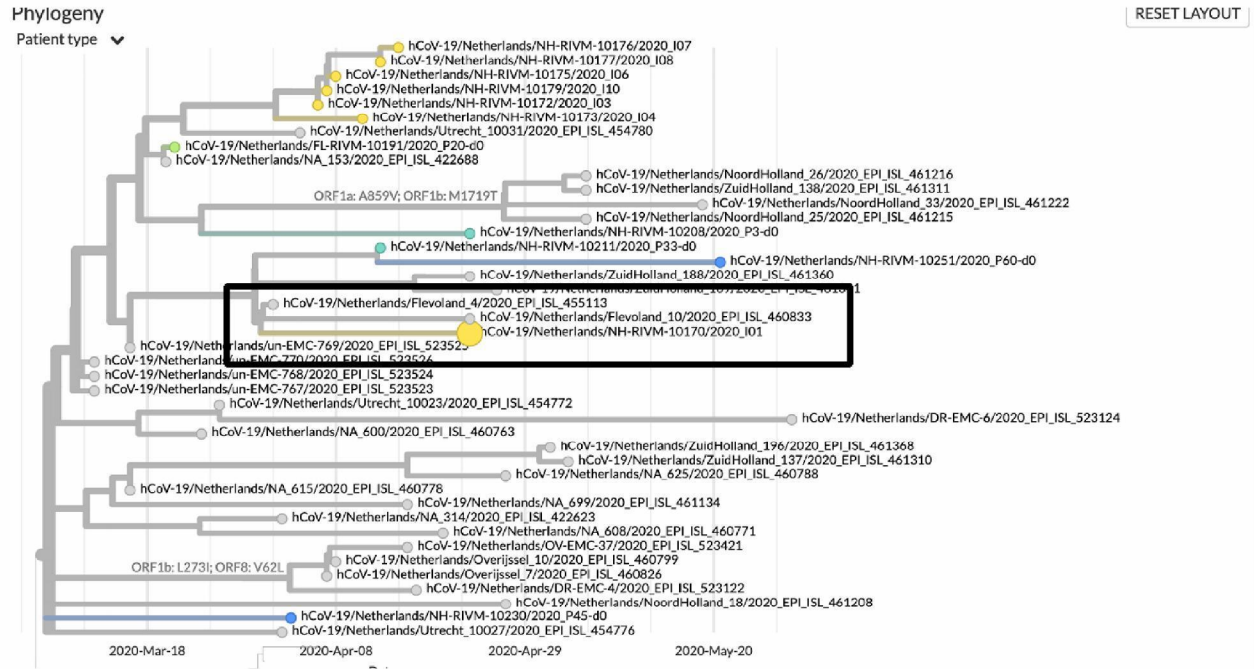 Phylogeny
RESET LAYOUT
Patient type
hCoV-19/Netherlands/NH-RIVM-10176/2020_I07
hCoV-19/Netherlands/NH-RIVM-10177/2020_I08
hCoV-19/Netherlands/NH-RIVM-10175/2020_I06
hCoV-19/Netherlands/NH-RIVM-10179/2020_I10
hCoV-19/Netherlands/NH-RIVM-10172/2020_I03
hCoV-19/Netherlands/NH-RIVM-10173/2020_I04
hCoV-19/Netherlands/Utrecht_10031/2020_EPI_ISL_454780
hCoV-19/Netherlands/FL-RIVM-10191/2020_P20-d0
hCoV-19/Netherlands/NA_153/2020_EPI_ISL_422688
hCoV-19/Netherlands/NoordHolland_26/2020_EPI_ISL_461216
hCoV-19/Netherlands/ZuidHolland_138/2020_EPI_ISL_461311
ORF1a: A859V; ORF1b: M1719T
hCoV-19/Netherlands/NoordHolland_33/2020_EPI_ISL_461222
hCoV-19/Netherlands/NoordHolland_25/2020_EPI_ISL_461215
hCoV-19/Netherlands/NH-RIVM-10208/2020_P3-d0
hCoV-19/Netherlands/NH-RIVM-10211/2020_P33-d0
hCoV-19/Netherlands/NH-RIVM-10251/2020_P60-d0
hCoV-19/Netherlands/ZuidHolland_188/2020_EPI_ISL_461360
hCoV-19/Netherlands/Flevoland_4/2020_EPI_ISL_455113
hCoV-19/Netherlands/Flevoland_10/2020_EPI_ISL_460833
hCoV-19/Netherlands/NH-RIVM-10170/2020_I01
hCoV-19/Netherlands/un-EMC-769/2020_EPI_ISL_523525
hCoV-19/Netherlands/un-EMC-770/2020_EPI_ISL_523526
hCoV-19/Netherlands/un-EMC-768/2020_EPI_ISL_523524
hCoV-19/Netherlands/un-EMC-767/2020_EPI_ISL_523523
hCoV-19/Netherlands/Utrecht_10023/2020_EPI_ISL_454772
hCoV-19/Netherlands/DR-EMC-6/2020_EPI_ISL_523124
hCoV-19/Netherlands/NA_600/2020_EPI_ISL_460763
hCoV-19/Netherlands/ZuidHolland_196/2020_EPI_ISL_461368
hCoV-19/Netherlands/ZuidHolland_137/2020_EPI_ISL_461310
hCoV-19/Netherlands/NA_625/2020_EPI_ISL_460788
hCoV-19/Netherlands/NA_615/2020_EPI_ISL_460778
hCoV-19/Netherlands/NA_699/2020_EPI_ISL_461134
hCoV-19/Netherlands/NA_314/2020_EPI_ISL_422623
hCoV-19/Netherlands/NA_608/2020_EPI_ISL_460771
hCoV-19/Netherlands/OV-EMC-37/2020_EPI_ISL_523421
hCoV-19/Netherlands/Overijssel_10/2020_EPI_ISL_460799
ORF1b: L273I; ORF8: V62L
hCoV-19/Netherlands/Overijssel_7/2020_EPI_ISL_460826
hCoV-19/Netherlands/DR-EMC-4/2020_EPI_ISL_523122
hCoV-19/Netherlands/NoordHolland_18/2020_EPI_ISL_461208
hCoV-19/Netherlands/NH-RIVM-10230/2020_P45-d0
hCoV-19/Netherlands/Utrecht_10027/2020_EPI_ISL_454776
2020-Mar-18 2020-Apr-08 2020-Apr-29 2020-May-20